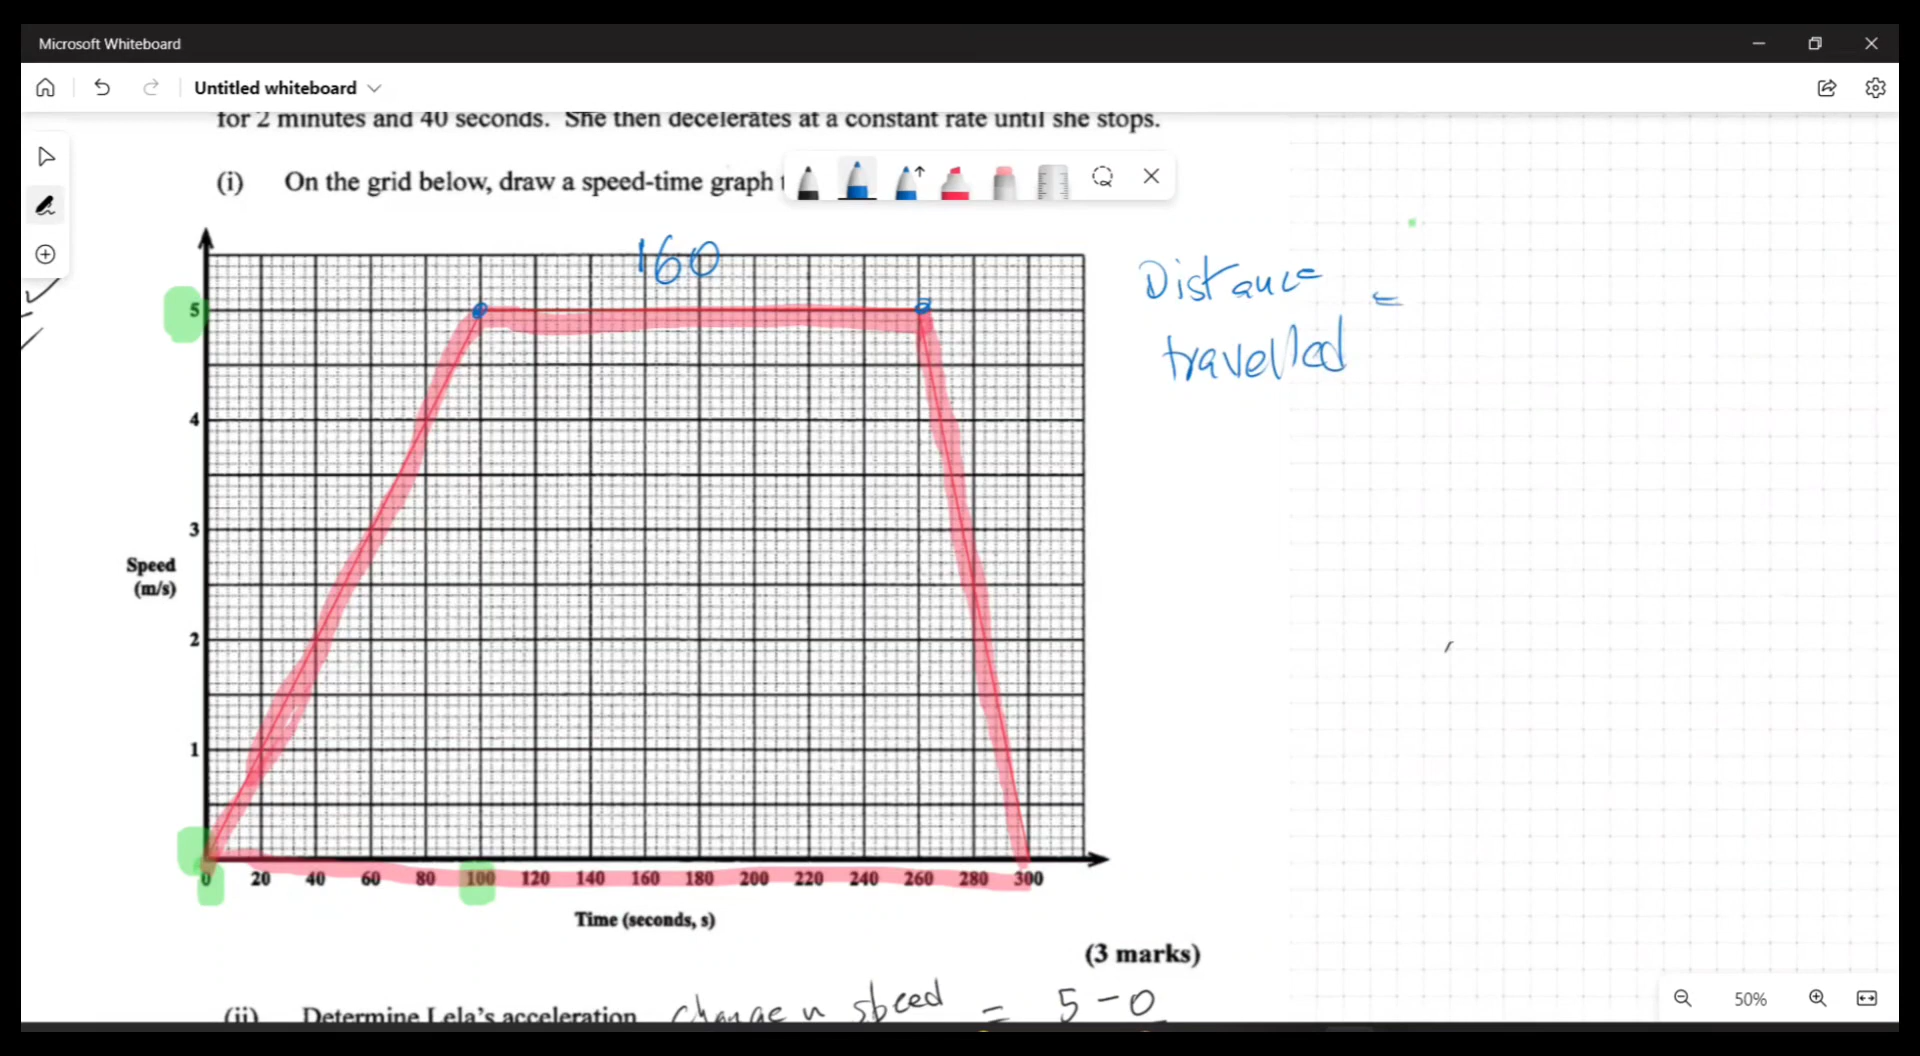 Microsoft Whiteboard
Untitled whiteboard
for 2 minutes and 40 seconds. She then decelerates at a constant rate until she stops.
(i) On the grid below, draw a speed-time graph
160
Distance =
travelled
5
4
3
Speed
(m/s)
2
1
0 20 40 60 80 100 120 140 160 180 200 220 240 260 280 300
Time (seconds, s)
(3 marks)
(ii) Determine Lela's acceleration change n speed = 5 - 0
50%